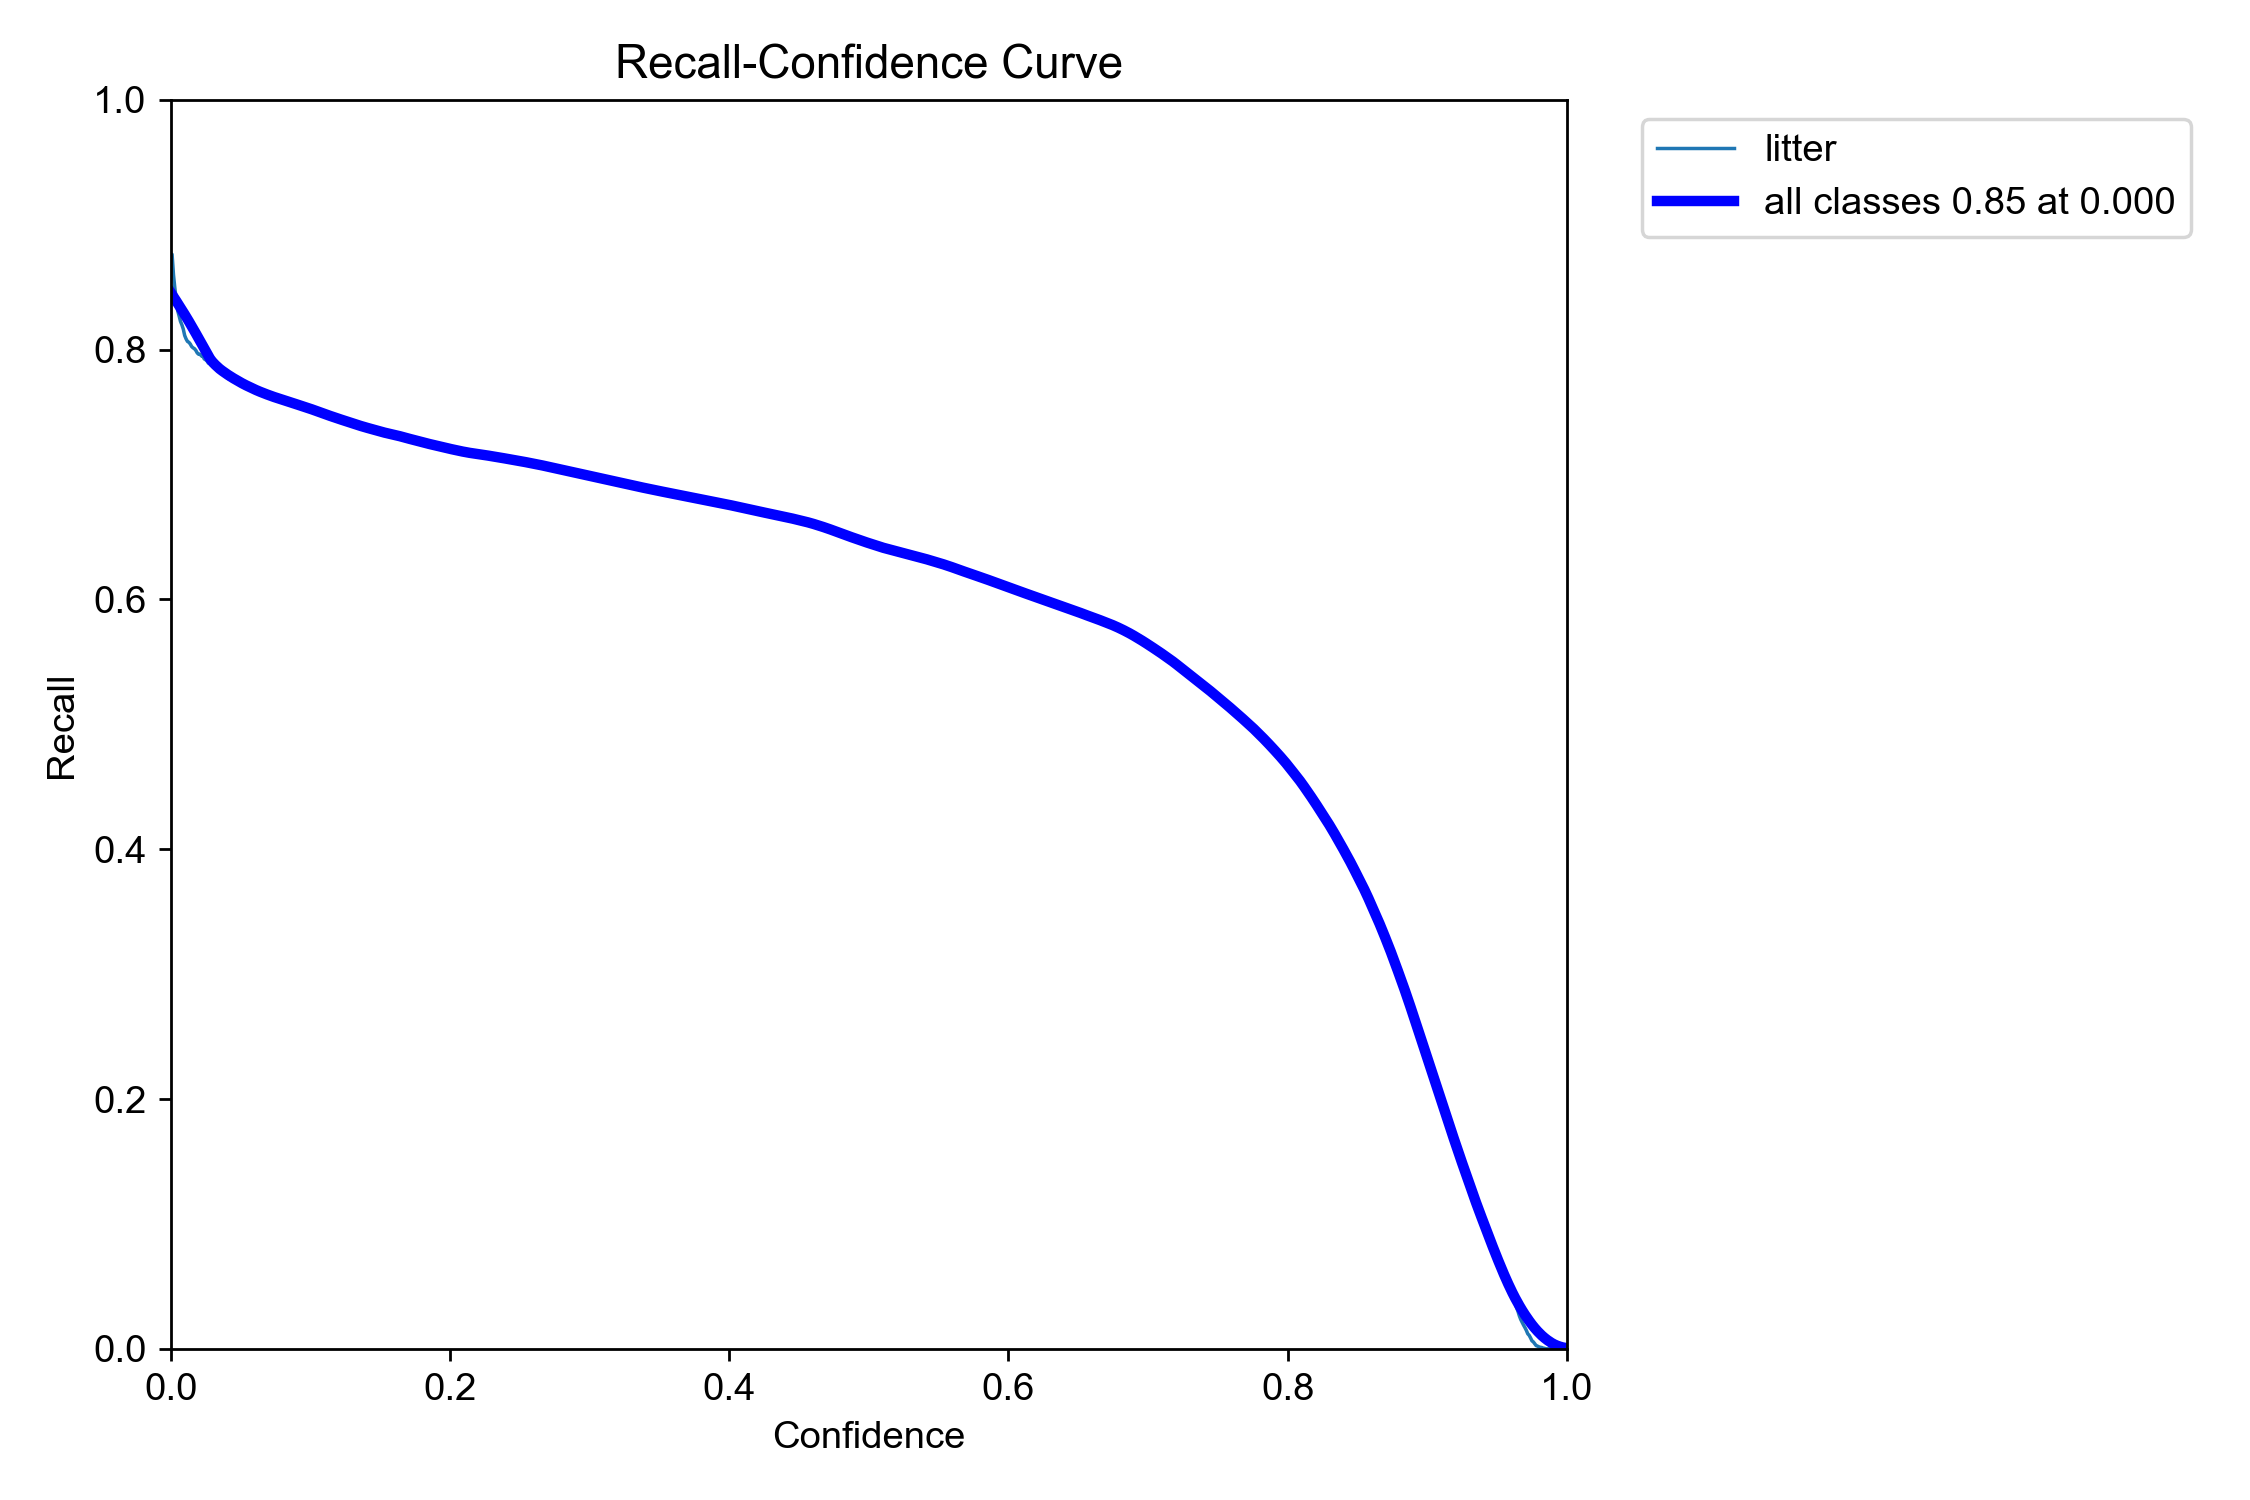 Recall-Confidence Curve
1.0
0.8
0.6
0.4
0.2
0.0
Recall
0.0 0.2 0.4 0.6 0.8 1.0
Confidence
litter
all classes 0.85 at 0.000